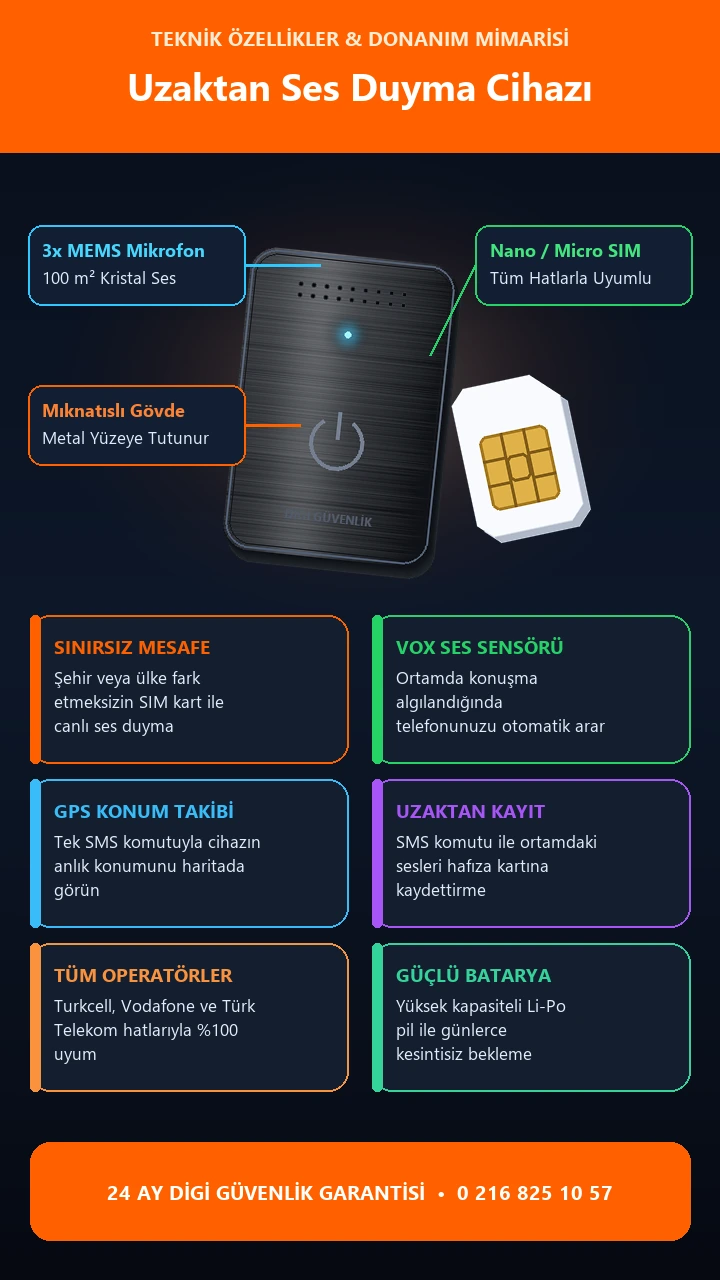 TEKNİK ÖZELLİKLER & DONANIM MİMARİSİ
Uzaktan Ses Duyma Cihazı
3x MEMS Mikrofon
100 m² Kristal Ses
Nano / Micro SIM
Tüm Hatlarla Uyumlu
Mıknatıslı Gövde
Metal Yüzeye Tutunur
GÜVENLİK
SINIRSIZ MESAFE
Şehir veya ülke fark
etmeksizin SIM kart ile
canlı ses duyma
VOX SES SENSÖRÜ
Ortamda konuşma
algılandığında
telefonunuzu otomatik arar
GPS KONUM TAKİBİ
Tek SMS komutuyla cihazın
anlık konumunu haritada
görün
UZAKTAN KAYIT
SMS komutu ile ortamdaki
sesleri hafıza kartına
kaydettirme
TÜM OPERATÖRLER
Turkcell, Vodafone ve Türk
Telekom hatlarıyla %100
uyum
GÜÇLÜ BATARYA
Yüksek kapasiteli Li-Po
pil ile günlerce
kesintisiz bekleme
24 AY DİGİ GÜVENLİK GARANTİSİ • 0 216 825 10 57